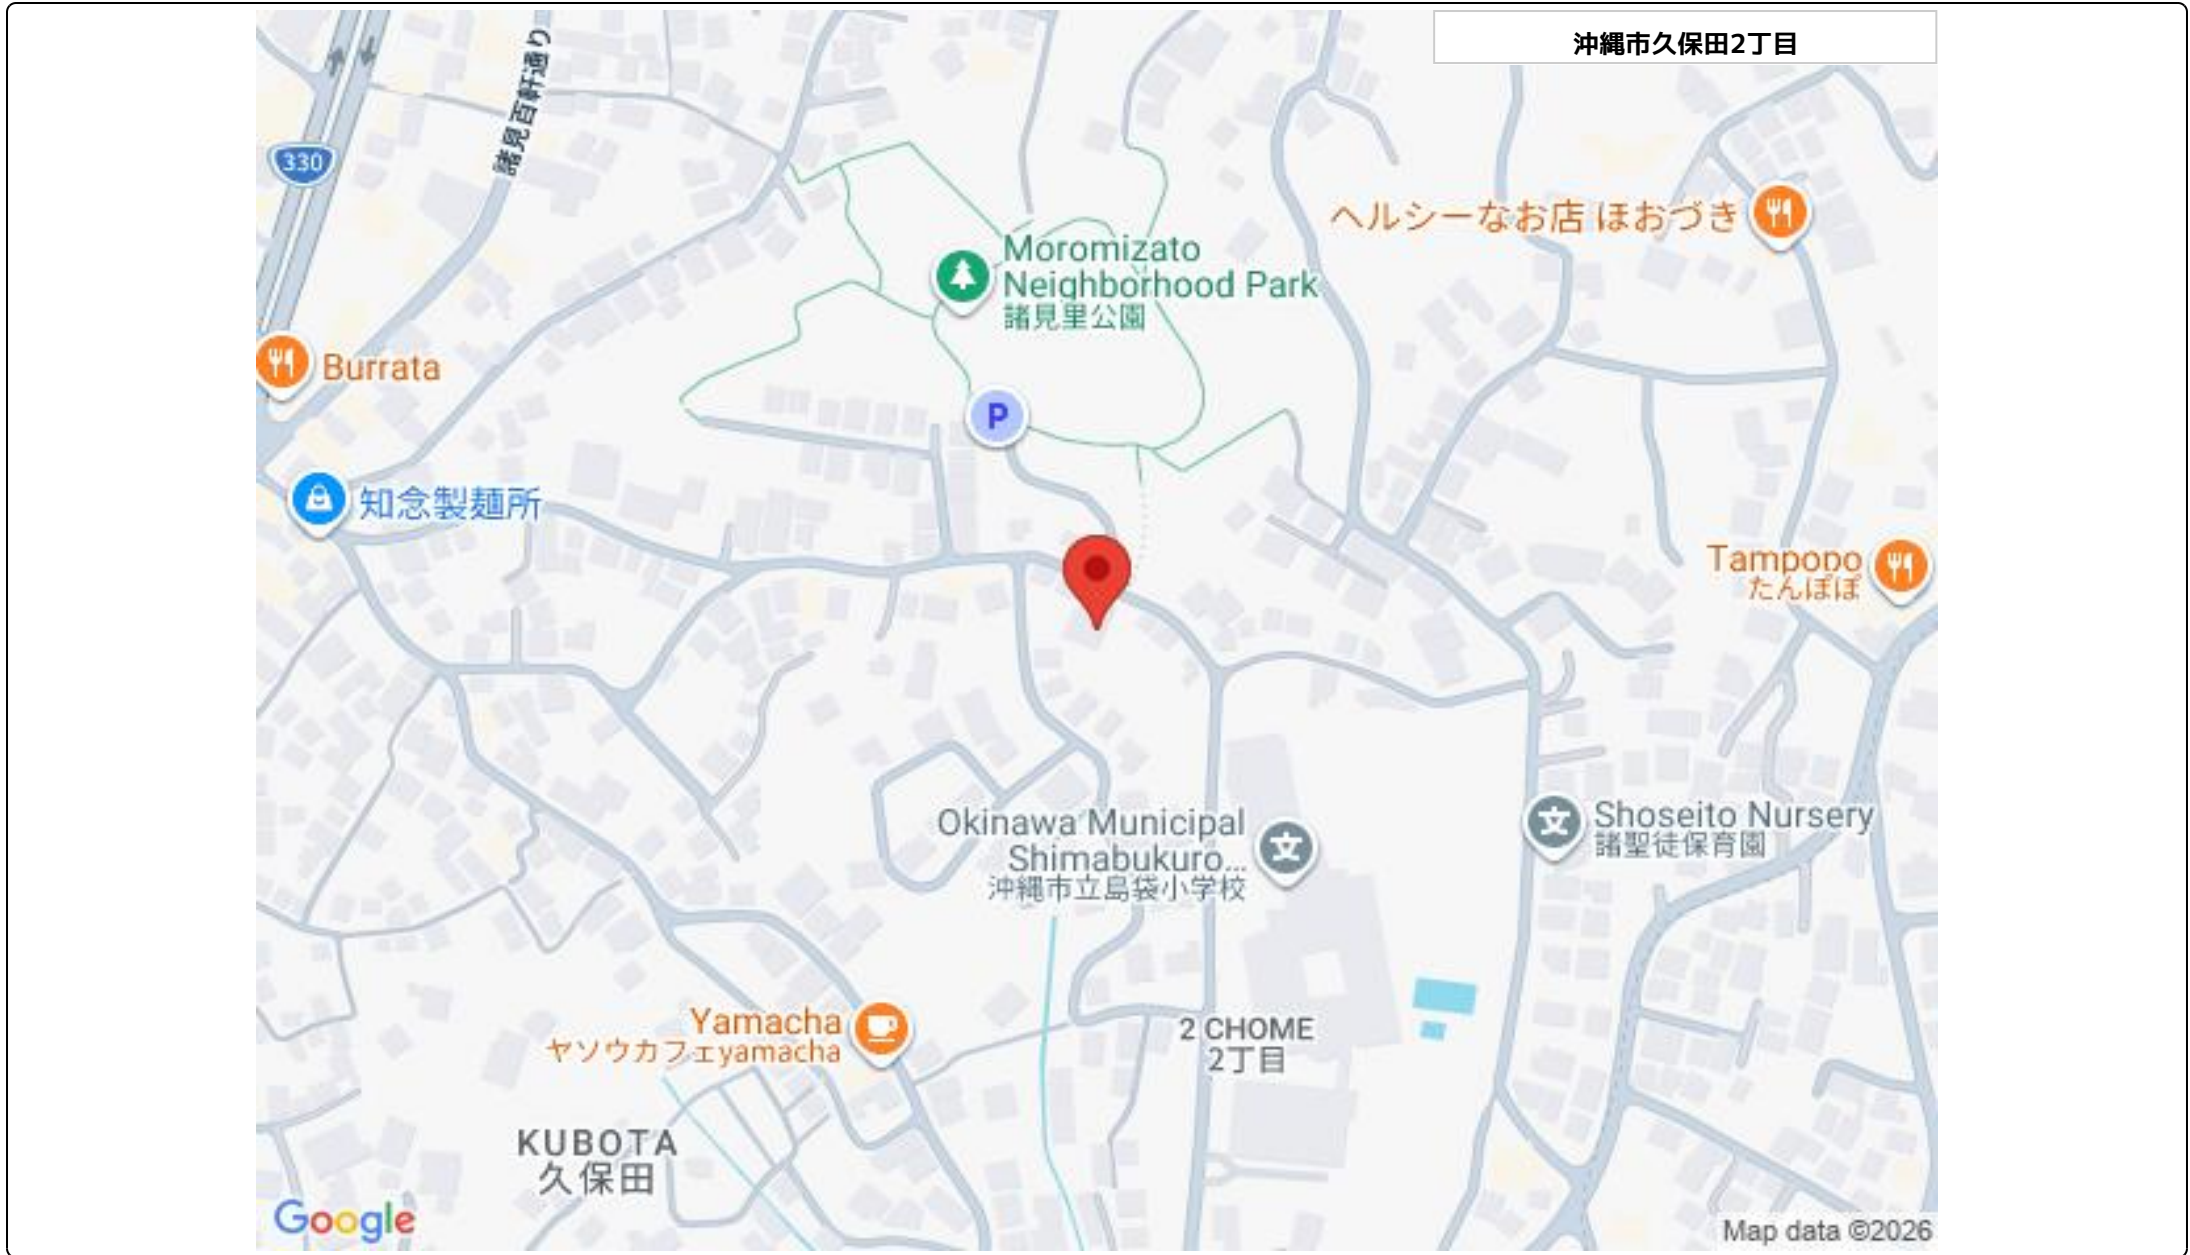 沖縄市久保田2丁目
諸見百軒通り
330
ヘルシーなお店 ほおづき
Moromizato
Neighborhood Park
諸見里公園
Burrata
P
知念製麺所
Tampopo
たんぽぽ
Okinawa Municipal
Shimabukuro...
沖縄市立島袋小学校
文
文
Shoseito Nursery
諸聖徒保育園
Yamacha
ヤソウカフェyamacha
2 CHOME
2丁目
KUBOTA
久保田
Google
Map data ©2026